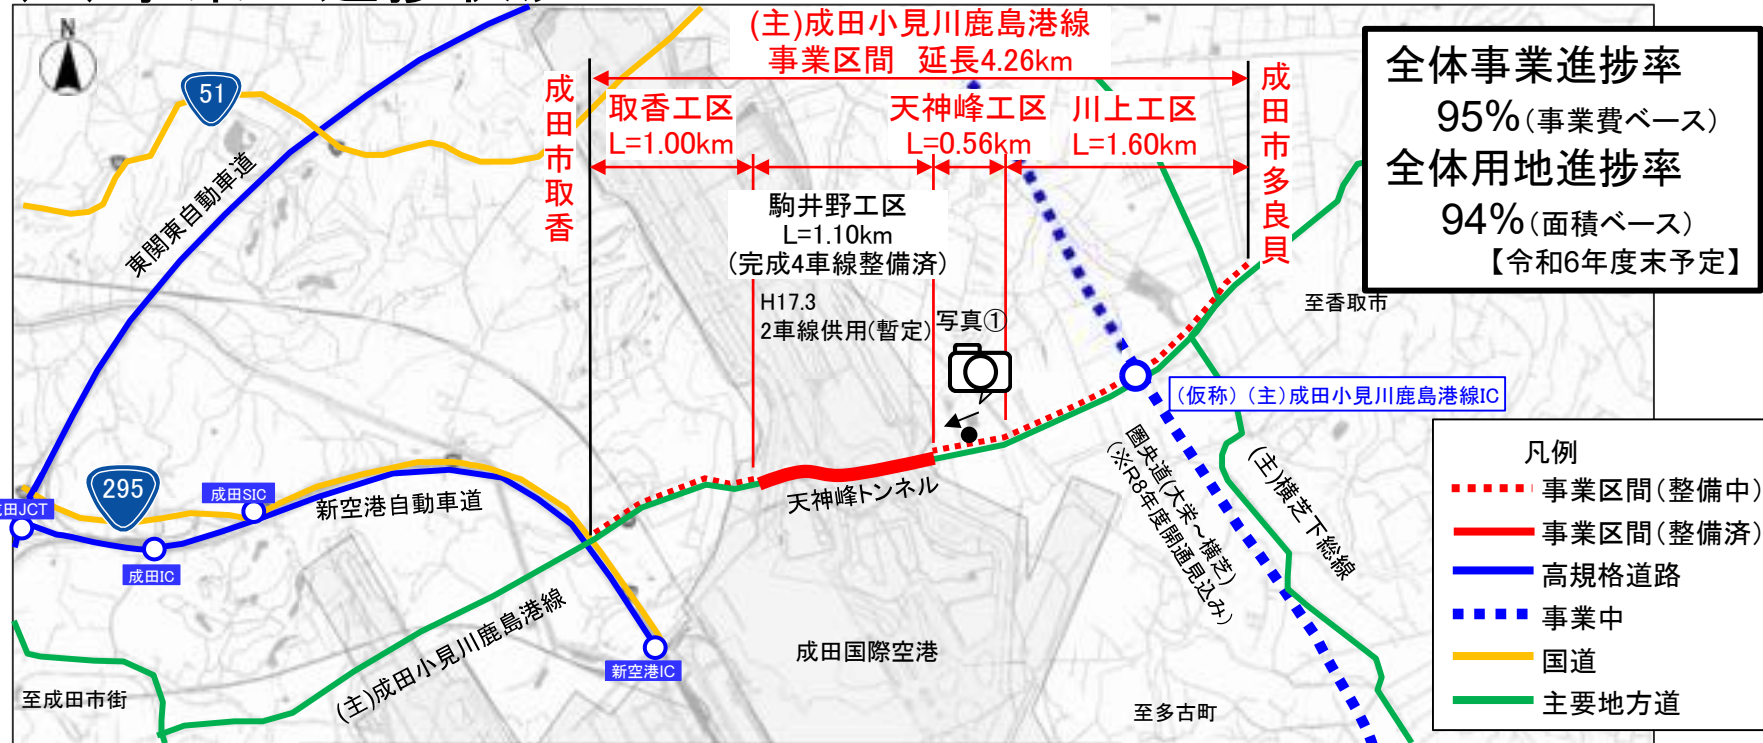 N
51
(主)成田小見川鹿島港線
事業区間 延長4.26km
成田市取香
取香工区
L=1.00km
天神峰工区
L=0.56km
川上工区
L=1.60km
成田市多良貝
駒井野工区
L=1.10km
(完成4車線整備済)
H17.3
2車線供用(暫定)
写真①
全体事業進捗率
95%(事業費ベース)
全体用地進捗率
94%(面積ベース)
【令和6年度末予定】
東関東自動車道
至香取市
(仮称)(主)成田小見川鹿島港線IC
圏央道(大栄~横芝)
(※R8年度開通見込み)
(主)横芝下総線
天神峰トンネル
295
成田SIC
新空港自動車道
田JCT
成田IC
(主)成田小見川鹿島港線
新空港IC
成田国際空港
至成田市街
至多古町
凡例
事業区間(整備中)
事業区間(整備済)
高規格道路
事業中
国道
主要地方道